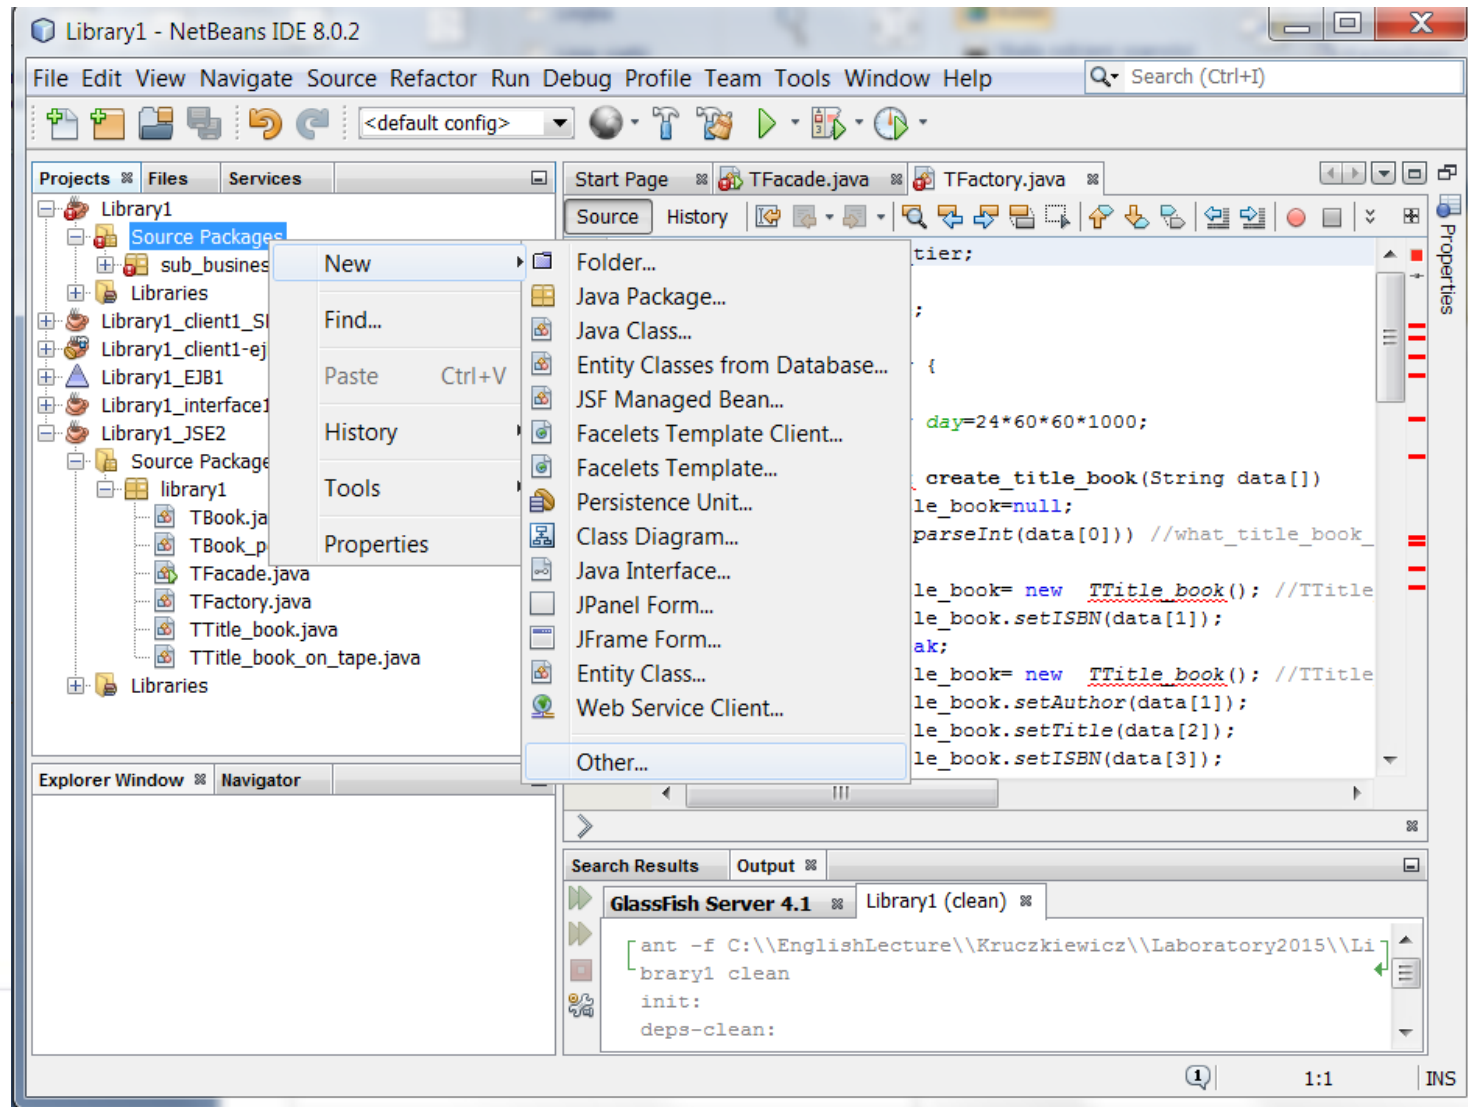 Library1 - NetBeans IDE 8.0.2
File Edit View Navigate Source Refactor Run Debug Profile Team Tools Window Help
Search (Ctrl+I)
<default config>
Projects Files Services
Library1
Source Packages
sub_busines
Libraries
Library1_client1_S
Library1_client1-ej
Library1_EJB1
Library1_interface1
Library1_JSE2
Source Package
library1
TBook.ja
TBook_p
TFacade.java
TFactory.java
TTitle_book.java
TTitle_book_on_tape.java
Libraries
New
Find...
Paste Ctrl+V
History
Tools
Properties
Folder...
Java Package...
Java Class...
Entity Classes from Database...
JSF Managed Bean...
Facelets Template Client...
Facelets Template...
Persistence Unit...
Class Diagram...
Java Interface...
JPanel Form...
JFrame Form...
Entity Class...
Web Service Client...
Other...
Start Page TFacade.java TFactory.java
Source History
tier;
;
{
day=24*60*60*1000;
create_title_book(String data[])
le_book=null;
parseInt(data[0])) //what_title_book_
le_book= new TTitle_book(); //TTitle
le_book.setISBN(data[1]);
ak;
le_book= new TTitle_book(); //TTitle
le_book.setAuthor(data[1]);
le_book.setTitle(data[2]);
le_book.setISBN(data[3]);
Properties
Explorer Window Navigator
Search Results Output
GlassFish Server 4.1 Library1 (clean)
ant -f C:\\EnglishLecture\\Kruczkiewicz\\Laboratory2015\\Li
brary1 clean
init:
deps-clean:
1 1:1 INS